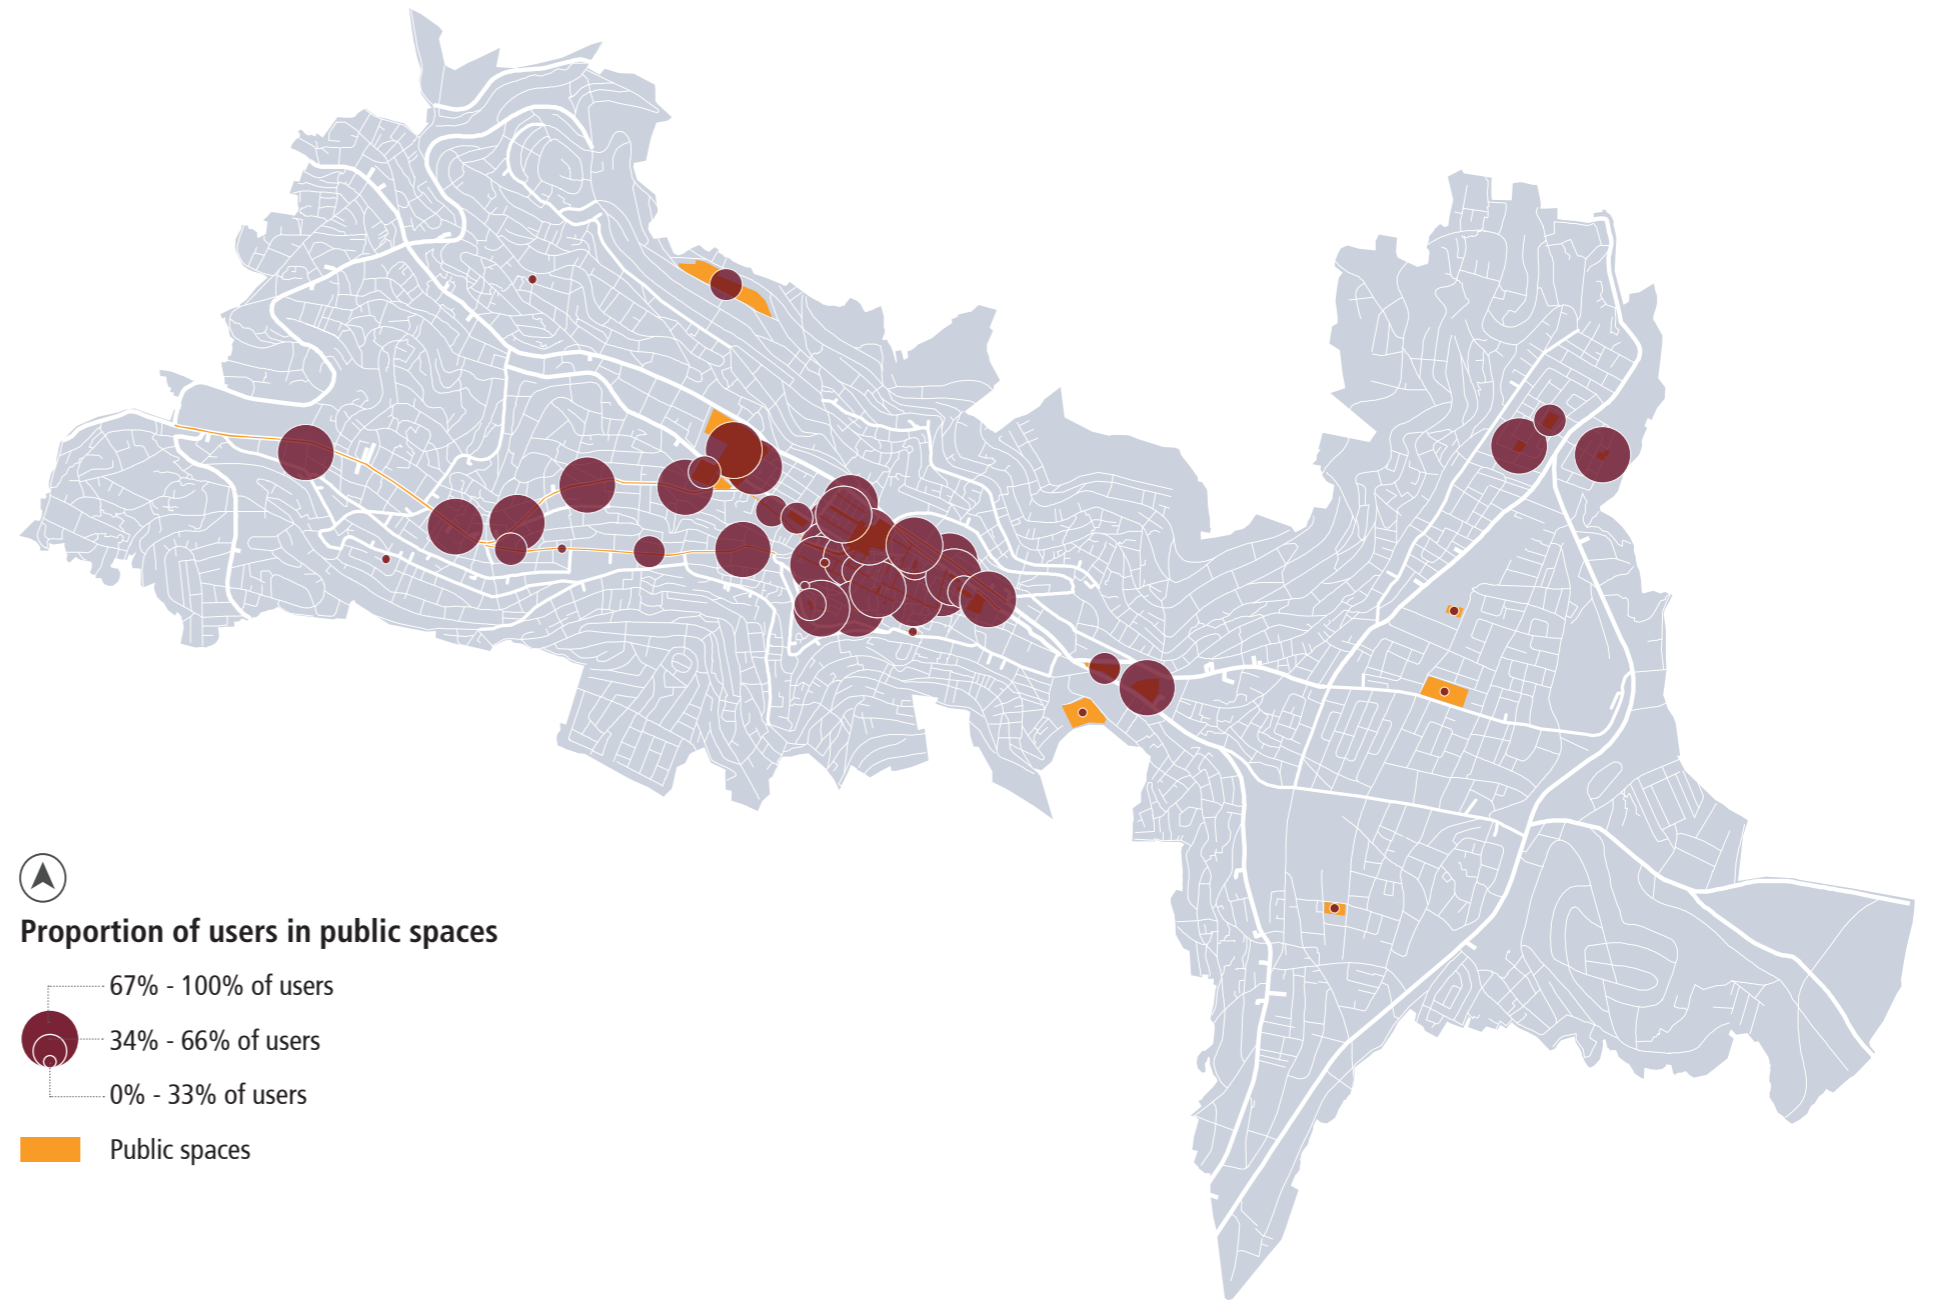 Proportion of users in public spaces
67% - 100% of users
34% - 66% of users
0% - 33% of users
Public spaces